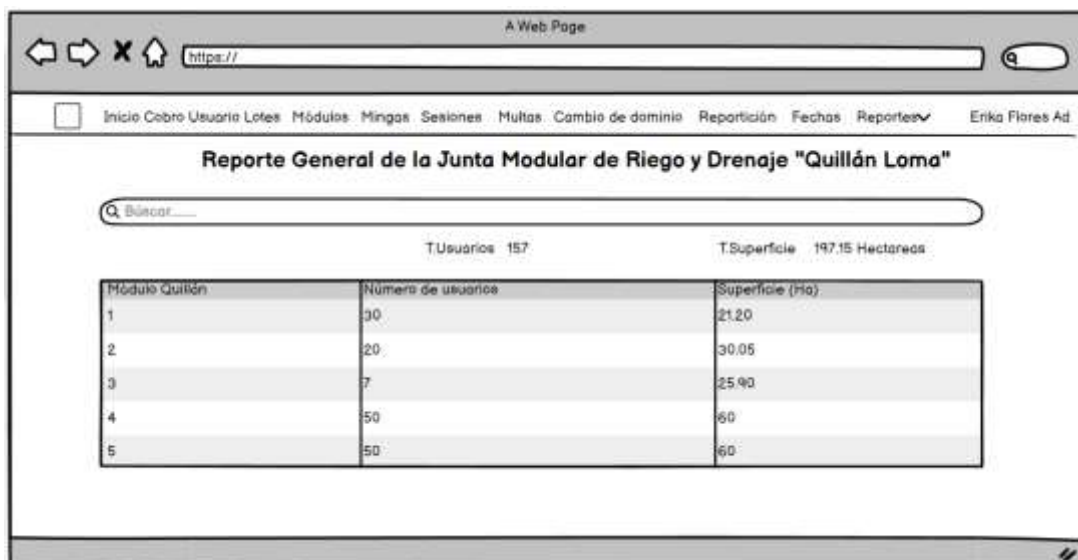 A Web Page
https://
Inicio Cobro Usuario Lotes Módulos Mingas Sesiones Multas Cambio de dominio Repartición Fechas Reportes Erika Flores Ad
Reporte General de la Junta Modular de Riego y Drenaje "Quillán Loma"
Búscar.......
T.Usuarios 157 T.Superficie 197.15 Hectareas
Módulo Quillán Número de usuarios Superficie (Ha)
1 30 21.20
2 20 30.05
3 7 25.90
4 50 60
5 50 60